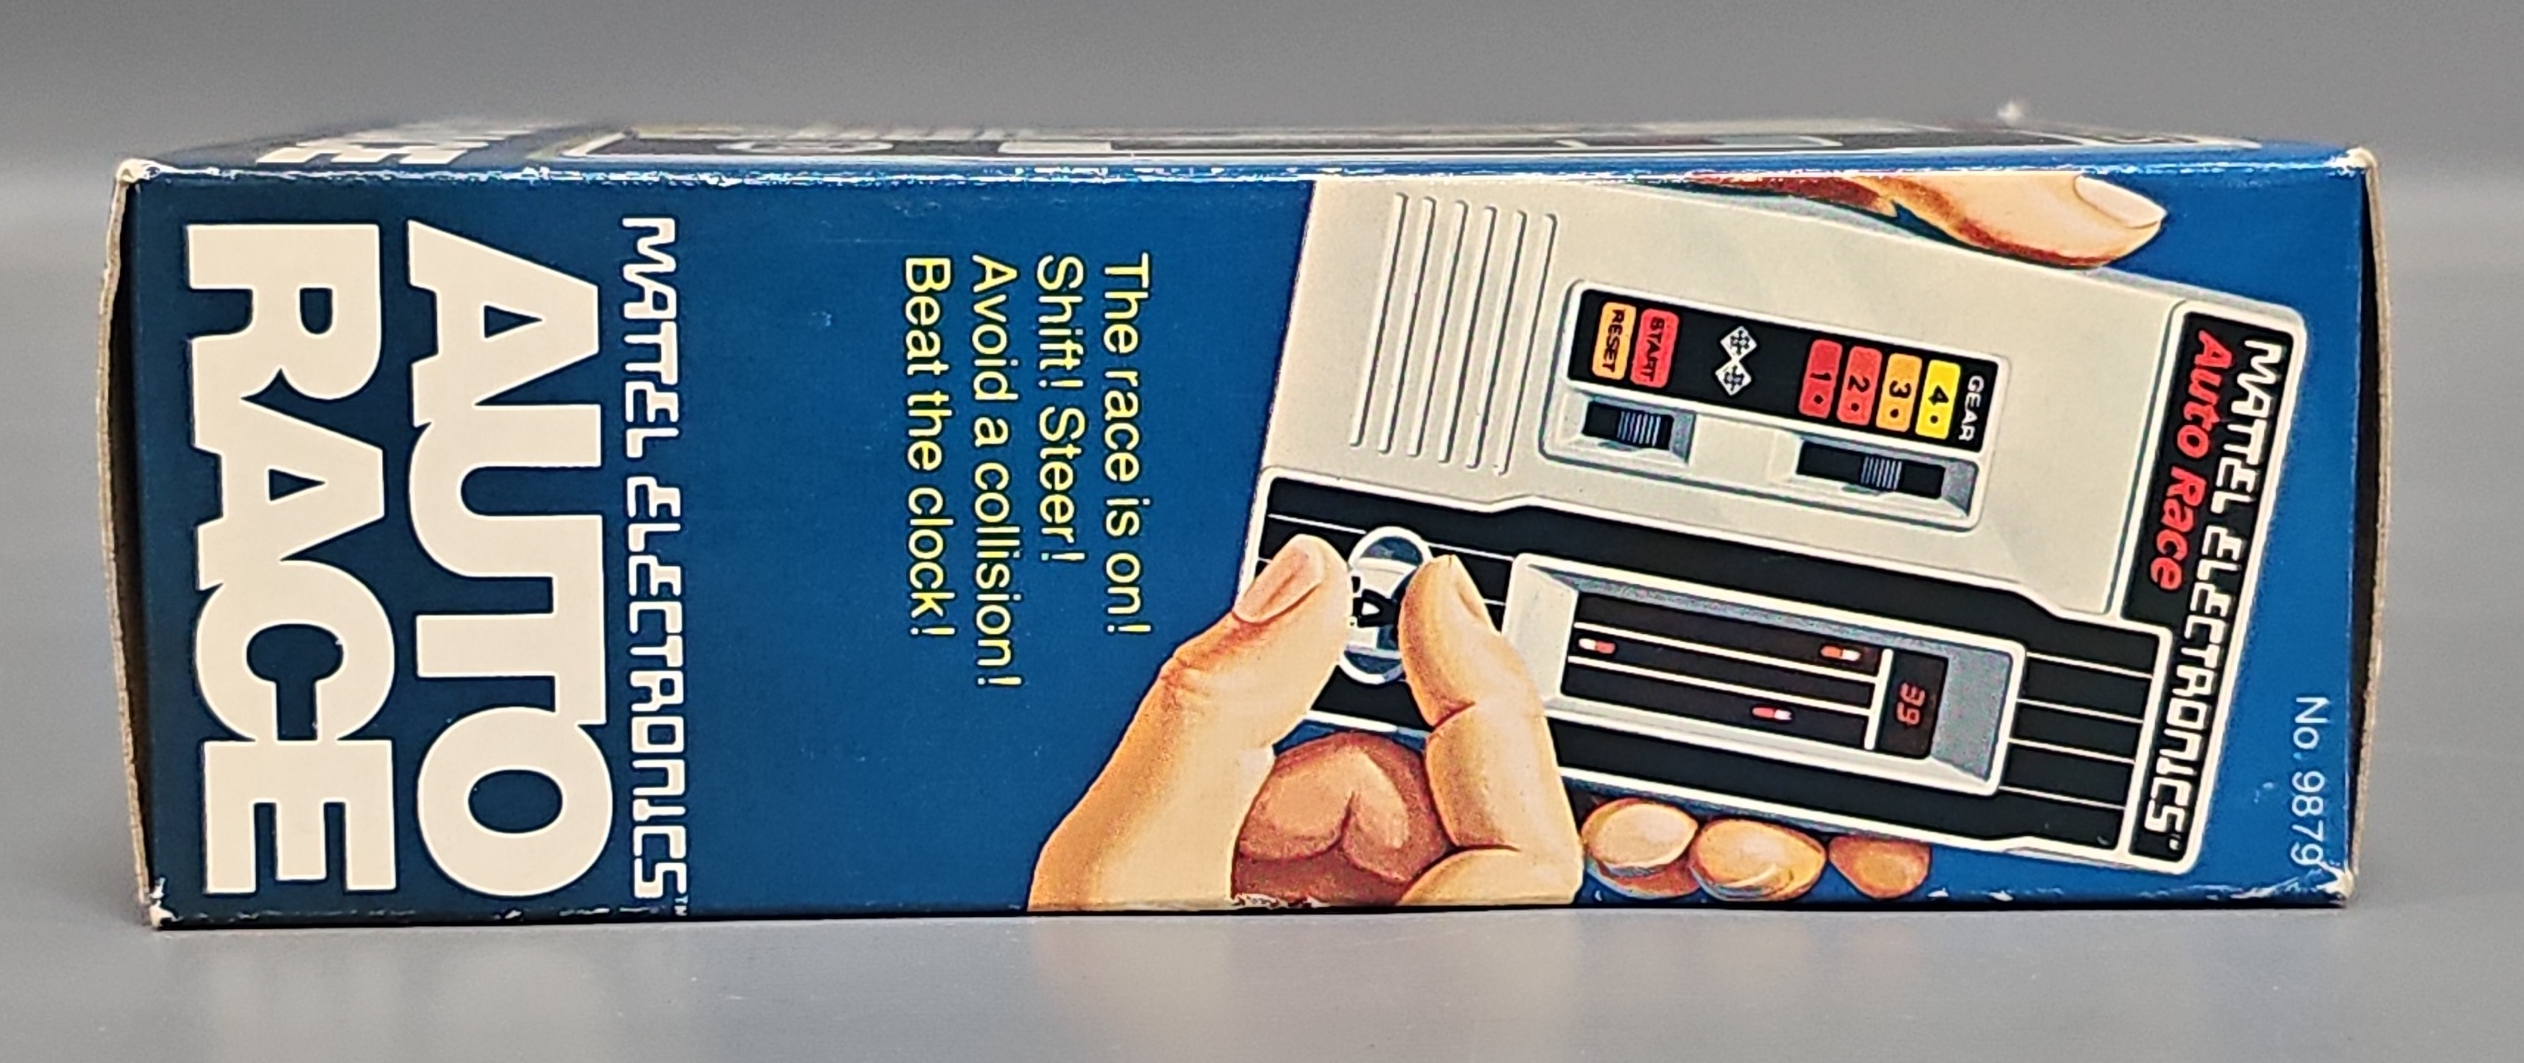 No. 9879
MATTEL ELECTRONICS®
Auto Race
GEAR
4
3
2
1
START
RESET
39
The race is on!
Shift! Steer!
Avoid a collision!
Beat the clock!
MATTEL ELECTRONICS™
AUTO
RACE